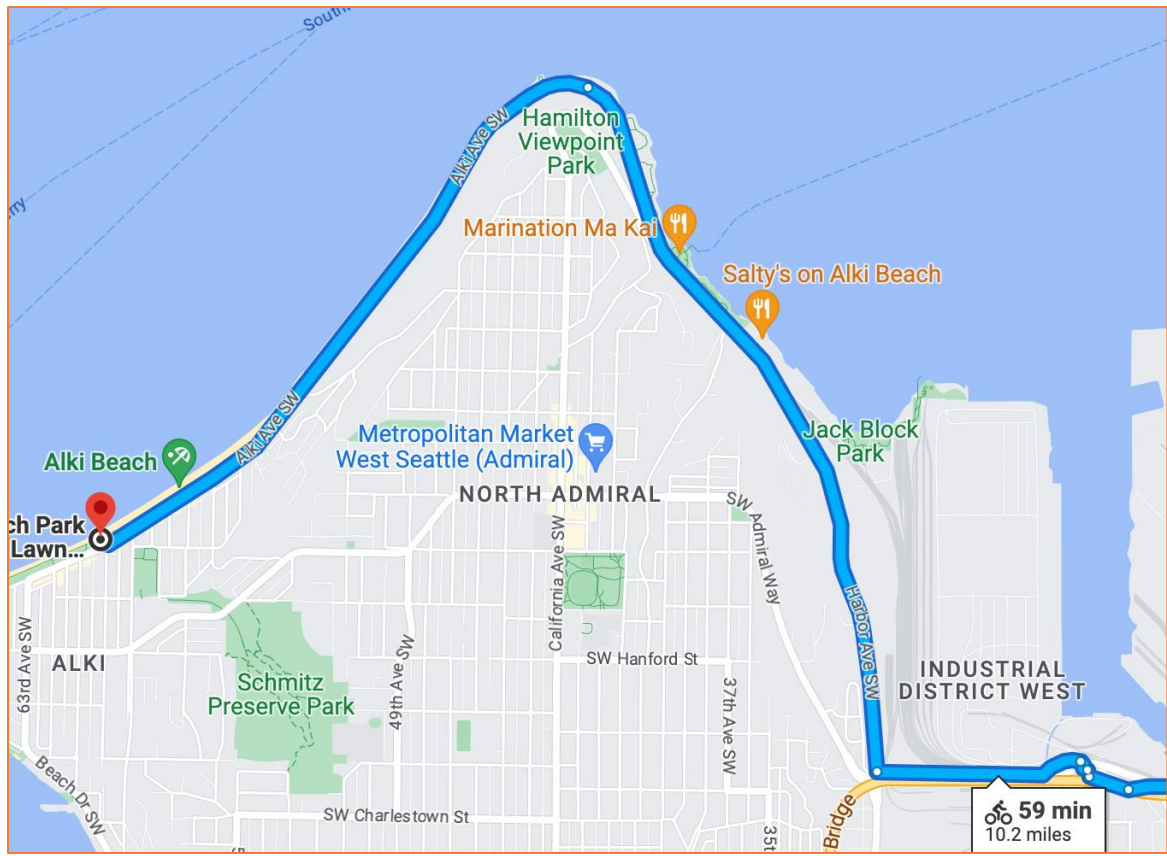 Alki Ave SW
Hamilton
Viewpoint
Park
Marination Ma Kai
Salty's on Alki Beach
Alki Ave SW
Alki Beach
Metropolitan Market
West Seattle (Admiral)
Jack Block
Park
NORTH ADMIRAL
SW Admiral Way
ch Park
Lawn...
California Ave SW
Harbor Ave SW
SW Hanford St
ALKI
63rd Ave SW
Schmitz
Preserve Park
49th Ave SW
37th Ave SW
INDUSTRIAL
DISTRICT WEST
Beach Dr SW
SW Charlestown St
35t
Bridge
59 min
10.2 miles